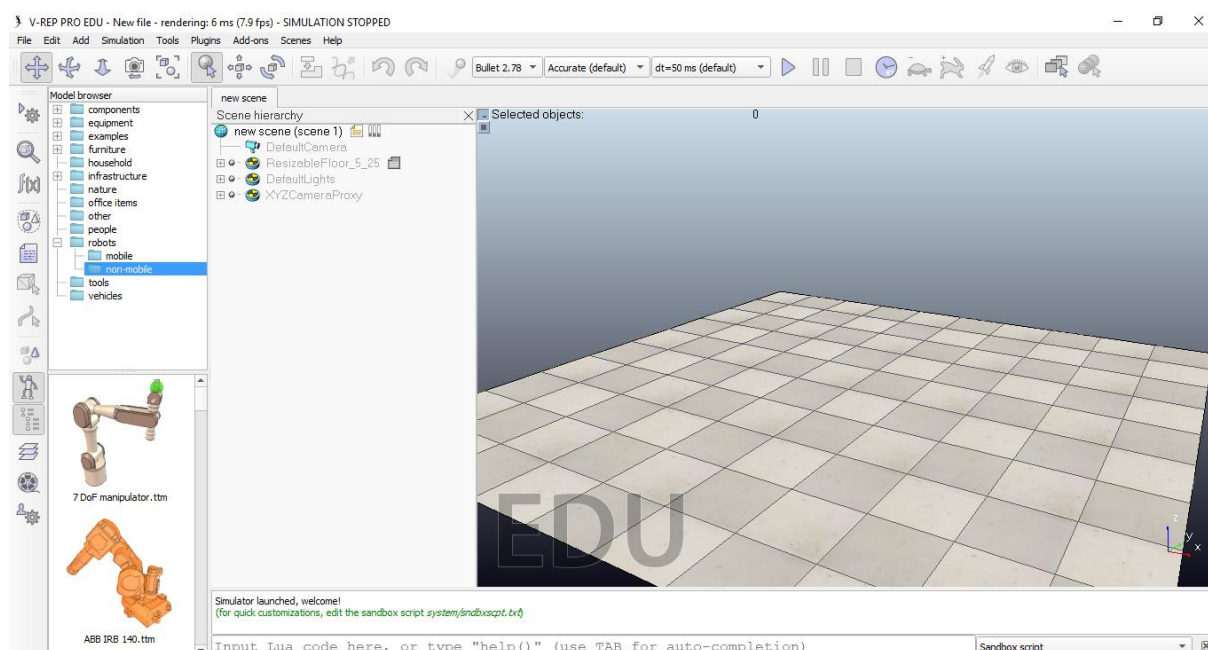 V-REP PRO EDU - New file - rendering: 6 ms (7.9 fps) - SIMULATION STOPPED
File Edit Add Simulation Tools Plugins Add-ons Scenes Help
Bullet 2.78 Accurate (default) dt=50 ms (default)
f(x)
Model browser
components
equipment
examples
furniture
household
infrastructure
nature
office items
other
people
robots
mobile
non-mobile
tools
vehicles
7 DoF manipulator.ttm
ABB IRB 140.ttm
new scene
Scene hierarchy
new scene (scene 1)
DefaultCamera
ResizableFloor_5_25
DefaultLights
XYZCameraProxy
Selected objects: 0
EDU
z
y
x
Simulator launched, welcome!
(for quick customizations, edit the sandbox script system/sndbxscpt.txt)
Input Lua code here, or type "help()" (use TAB for auto-completion)
Sandbox script